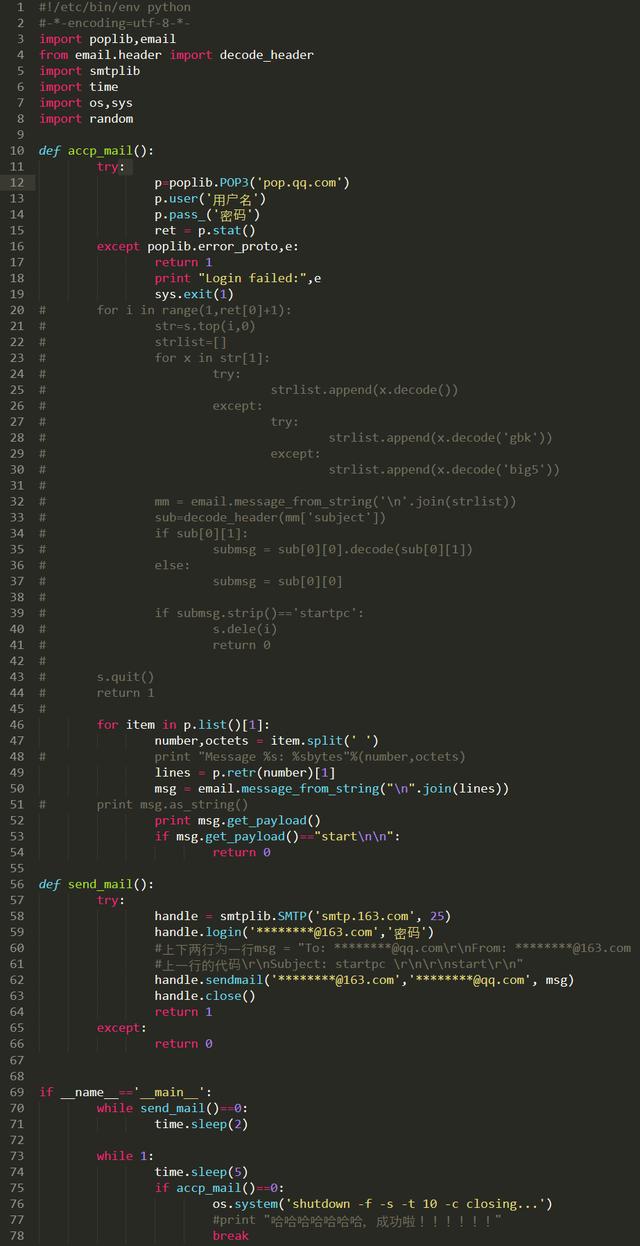 1 #!/etc/bin/env python
2 #-*-encoding=utf-8-*-
3 import poplib,email
4 from email.header import decode_header
5 import smtplib
6 import time
7 import os,sys
8 import random
9
10 def accp_mail():
11         try:
12                 p=poplib.POP3('pop.qq.com')
13                 p.user('用户名')
14                 p.pass_('密码')
15                 ret = p.stat()
16         except poplib.error_proto,e:
17                 return 1
18                 print "Login failed:",e
19                 sys.exit(1)
20 #       for i in range(1,ret[0]+1):
21 #               str=s.top(i,0)
22 #               strlist=[]
23 #               for x in str[1]:
24 #                       try:
25 #                               strlist.append(x.decode())
26 #                       except:
27 #                               try:
28 #                                       strlist.append(x.decode('gbk'))
29 #                               except:
30 #                                       strlist.append(x.decode('big5'))
31 #
32 #               mm = email.message_from_string('\n'.join(strlist))
33 #               sub=decode_header(mm['subject'])
34 #               if sub[0][1]:
35 #                       submsg = sub[0][0].decode(sub[0][1])
36 #               else:
37 #                       submsg = sub[0][0]
38 #
39 #               if submsg.strip()=='startpc':
40 #                       s.dele(i)
41 #                       return 0
42 #
43 #       s.quit()
44 #       return 1
45 #
46         for item in p.list()[1]:
47                 number,octets = item.split(' ')
48 #               print "Message %s: %sbytes"%(number,octets)
49                 lines = p.retr(number)[1]
50                 msg = email.message_from_string("\n".join(lines))
51 #       print msg.as_string()
52                 print msg.get_payload()
53                 if msg.get_payload()=="start\n\n":
54                         return 0
55
56 def send_mail():
57         try:
58                 handle = smtplib.SMTP('smtp.163.com', 25)
59                 handle.login('********@163.com','密码')
60                 #上下两行为一行msg = "To: ********@qq.com\r\nFrom: ********@163.com
61                 #上一行的代码\r\nSubject: startpc \r\n\r\nstart\r\n"
62                 handle.sendmail('********@163.com','********@qq.com', msg)
63                 handle.close()
64                 return 1
65         except:
66                 return 0
67
68
69 if __name__=='__main__':
70         while send_mail()==0:
71                 time.sleep(2)
72
73         while 1:
74                 time.sleep(5)
75                 if accp_mail()==0:
76                         os.system('shutdown -f -s -t 10 -c closing...')
77                         #print "哈哈哈哈哈哈哈，成功啦！！！！！！"
78                         break